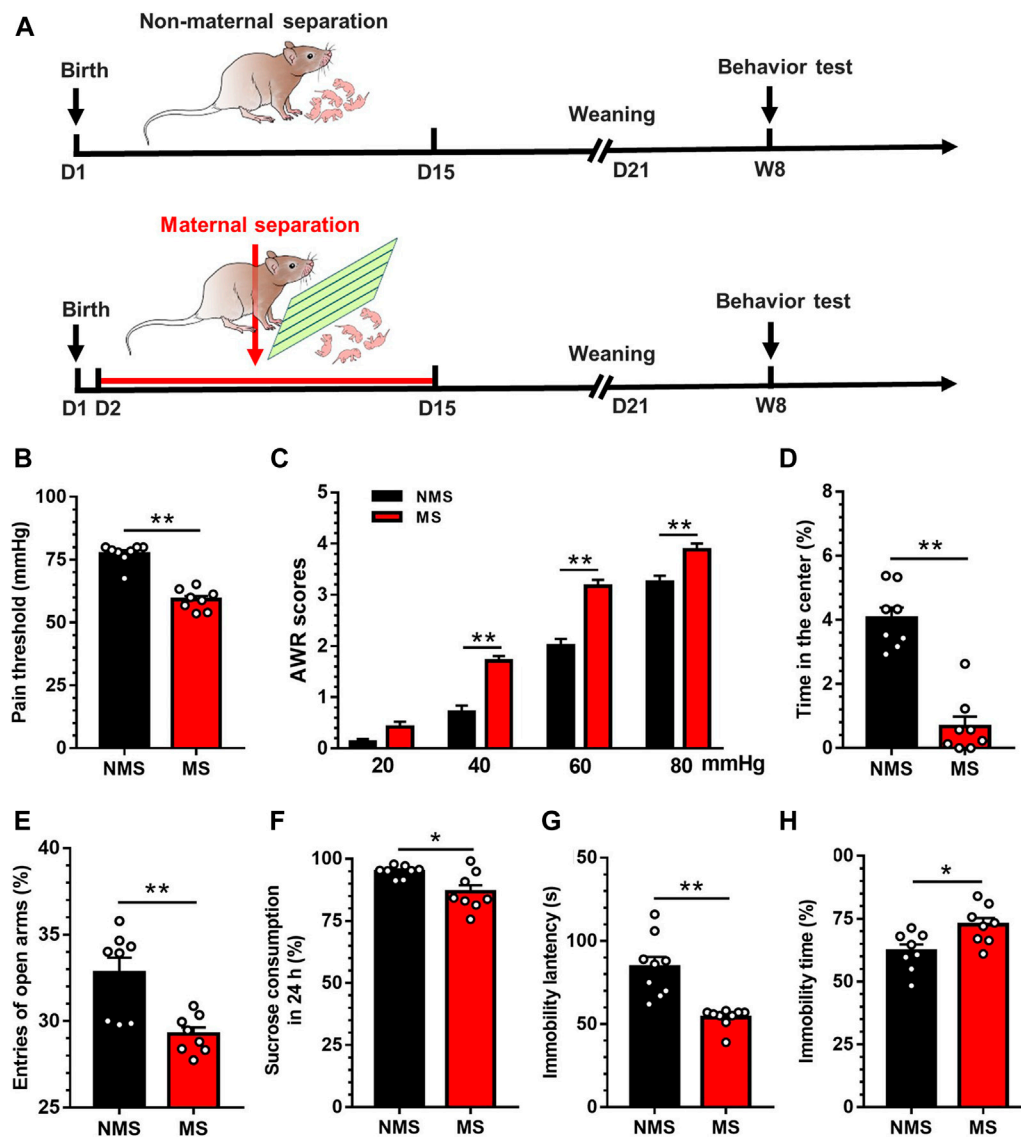 A
Non-maternal separation
Birth
Behavior test
Weaning
D1
D15
D21
W8
Maternal separation
Birth
Behavior test
Weaning
D1
D2
D15
D21
W8
B
Pain threshold (mmHg)
100
75
50
25
0
**
NMS
MS
C
AWR scores
5
4
3
2
1
0
NMS
MS
**
**
**
20
40
60
80
mmHg
D
Time in the center (%)
8
6
4
2
0
**
NMS
MS
E
Entries of open arms (%)
40
35
30
25
**
NMS
MS
F
Sucrose consumption
in 24 h (%)
100
50
0
*
NMS
MS
G
Immobility lantency (s)
50
100
50
0
**
NMS
MS
H
Immobility time (%)
00
75
50
25
0
*
NMS
MS